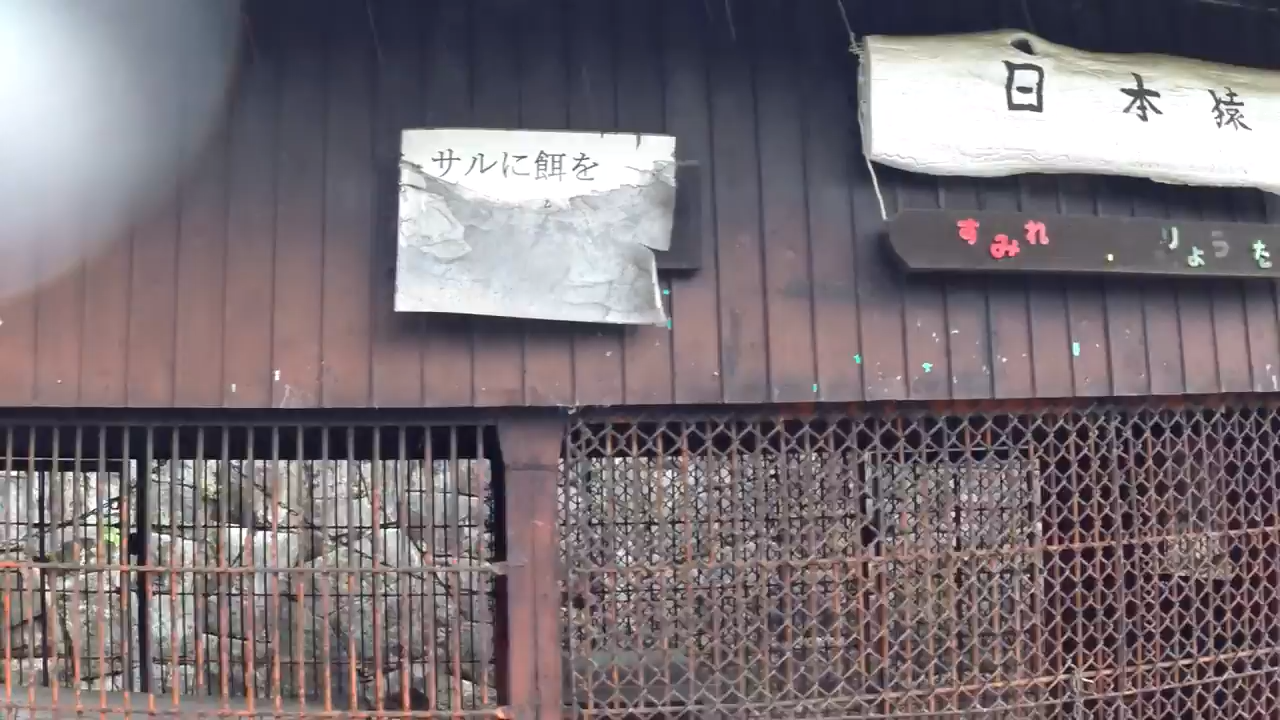 サルに餌を
日本猿
すみれ りょうた